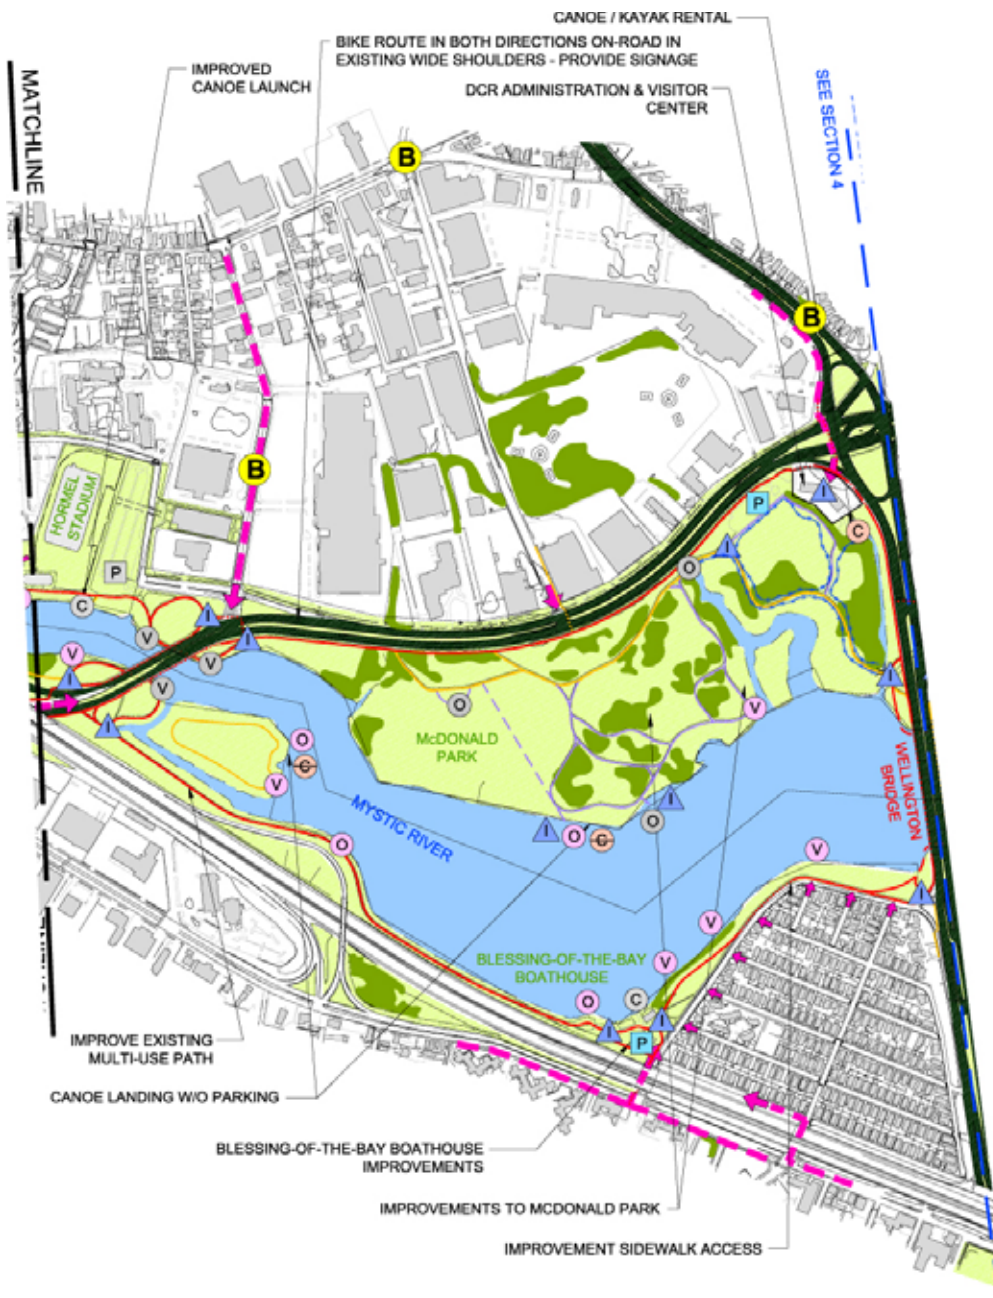 CANOE / KAYAK RENTAL
BIKE ROUTE IN BOTH DIRECTIONS ON-ROAD IN
EXISTING WIDE SHOULDERS - PROVIDE SIGNAGE
IMPROVED
CANOE LAUNCH
DCR ADMINISTRATION & VISITOR
CENTER
MATCHLINE
SEE SECTION 4
B
B
B
HORMEL
STADIUM
P
P
I
C
C
O
I
V
I
I
V
V
I
V
I
I
O
McDONALD
PARK
V
O
C
V
WELLINGTON
BRIDGE
MYSTIC RIVER
I
I
O
C
O
O
V
I
V
BLESSING-OF-THE-BAY
BOATHOUSE
V
O
C
I
I
P
IMPROVE EXISTING
MULTI-USE PATH
CANOE LANDING W/O PARKING
BLESSING-OF-THE-BAY BOATHOUSE
IMPROVEMENTS
IMPROVEMENTS TO MCDONALD PARK
IMPROVEMENT SIDEWALK ACCESS